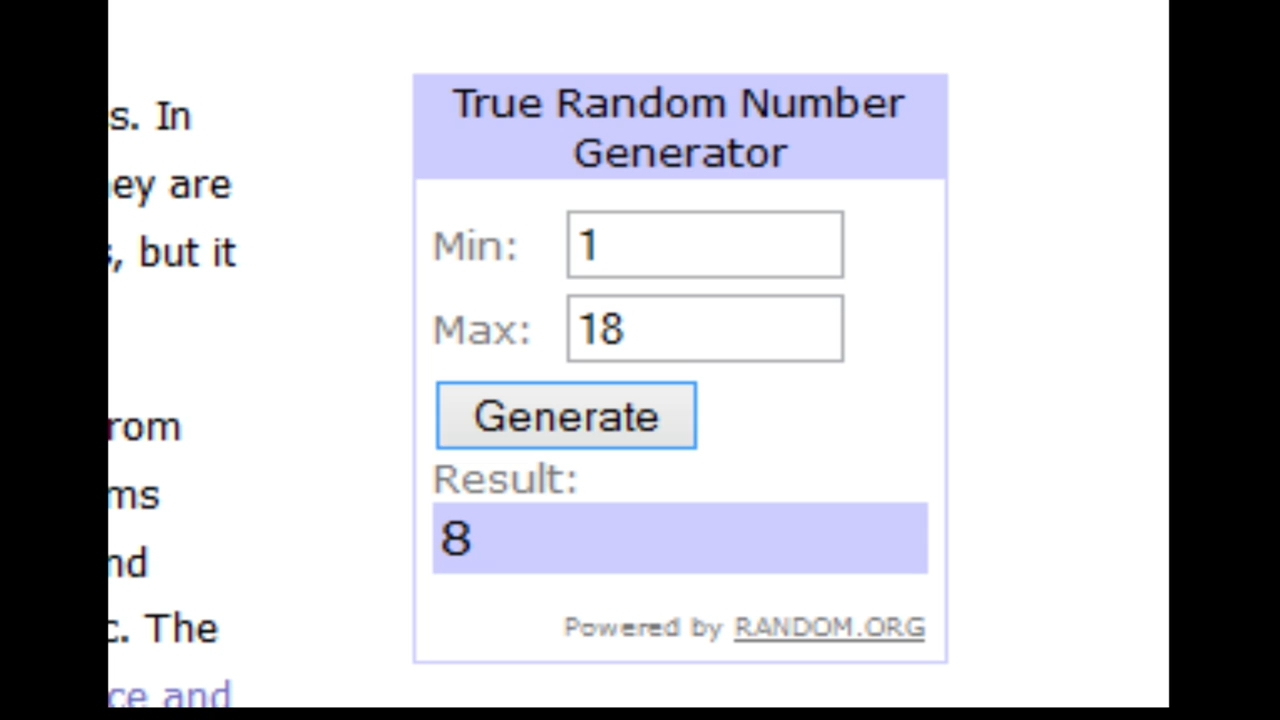 s. In
ey are
, but it
rom
ms
nd
c. The
ce and
True Random Number
Generator
Min: 1
Max: 18
Generate
Result:
8
Powered by RANDOM.ORG